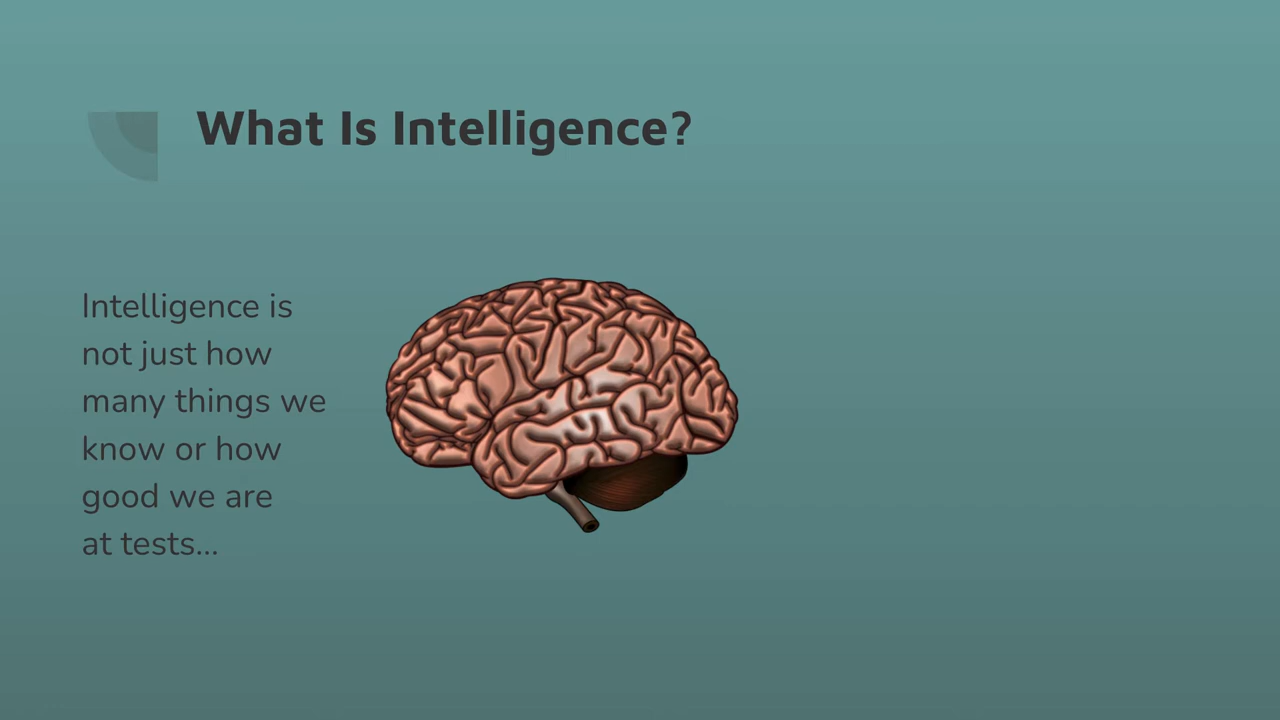 What Is Intelligence?
Intelligence is
not just how
many things we
know or how
good we are
at tests...